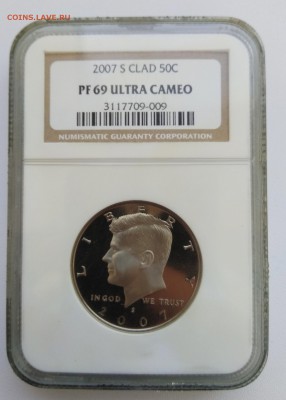 COINS.LAVE.RU
2007 S CLAD 50C
PF 69 ULTRA CAMEO
3117709-009
NUMISMATIC GUARANTY CORPORATION
LIBERTY
IN GOD WE TRUST
S
2007